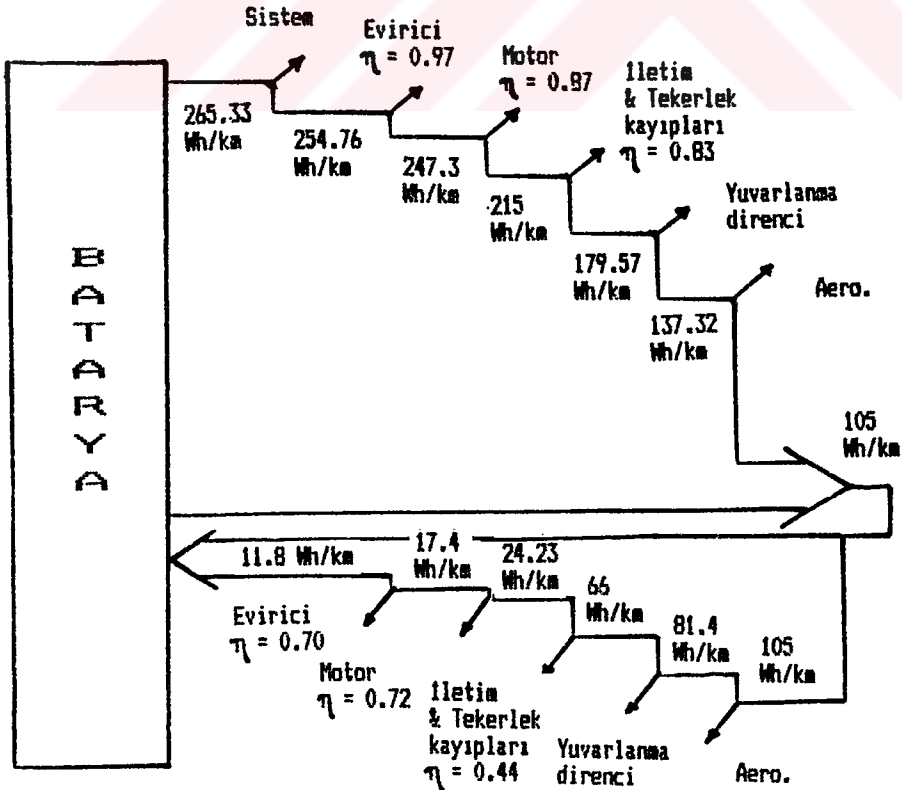 Sistem
Evirici
η = 0.97
Motor
η = 0.87
İletim
& Tekerlek
kayıpları
η = 0.83
Yuvarlanma
direnci
Aero.
265.33
Wh/km
254.76
Wh/km
247.3
Wh/km
215
Wh/km
179.57
Wh/km
137.32
Wh/km
105
Wh/km
BATARYA
11.8 Wh/km
17.4
Wh/km
24.23
Wh/km
66
Wh/km
81.4
Wh/km
105
Wh/km
Evirici
η = 0.70
Motor
η = 0.72
İletim
& Tekerlek
kayıpları
η = 0.44
Yuvarlanma
direnci
Aero.